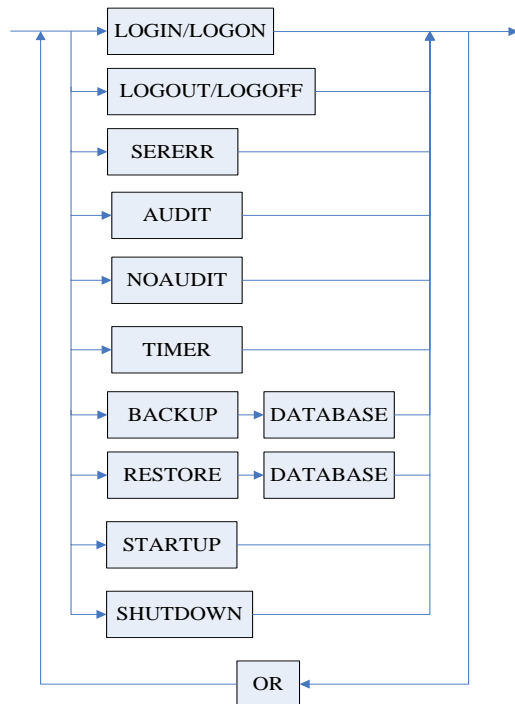 LOGIN/LOGON
LOGOUT/LOGOFF
SERERR
AUDIT
NOAUDIT
TIMER
BACKUP DATABASE
RESTORE DATABASE
STARTUP
SHUTDOWN
OR